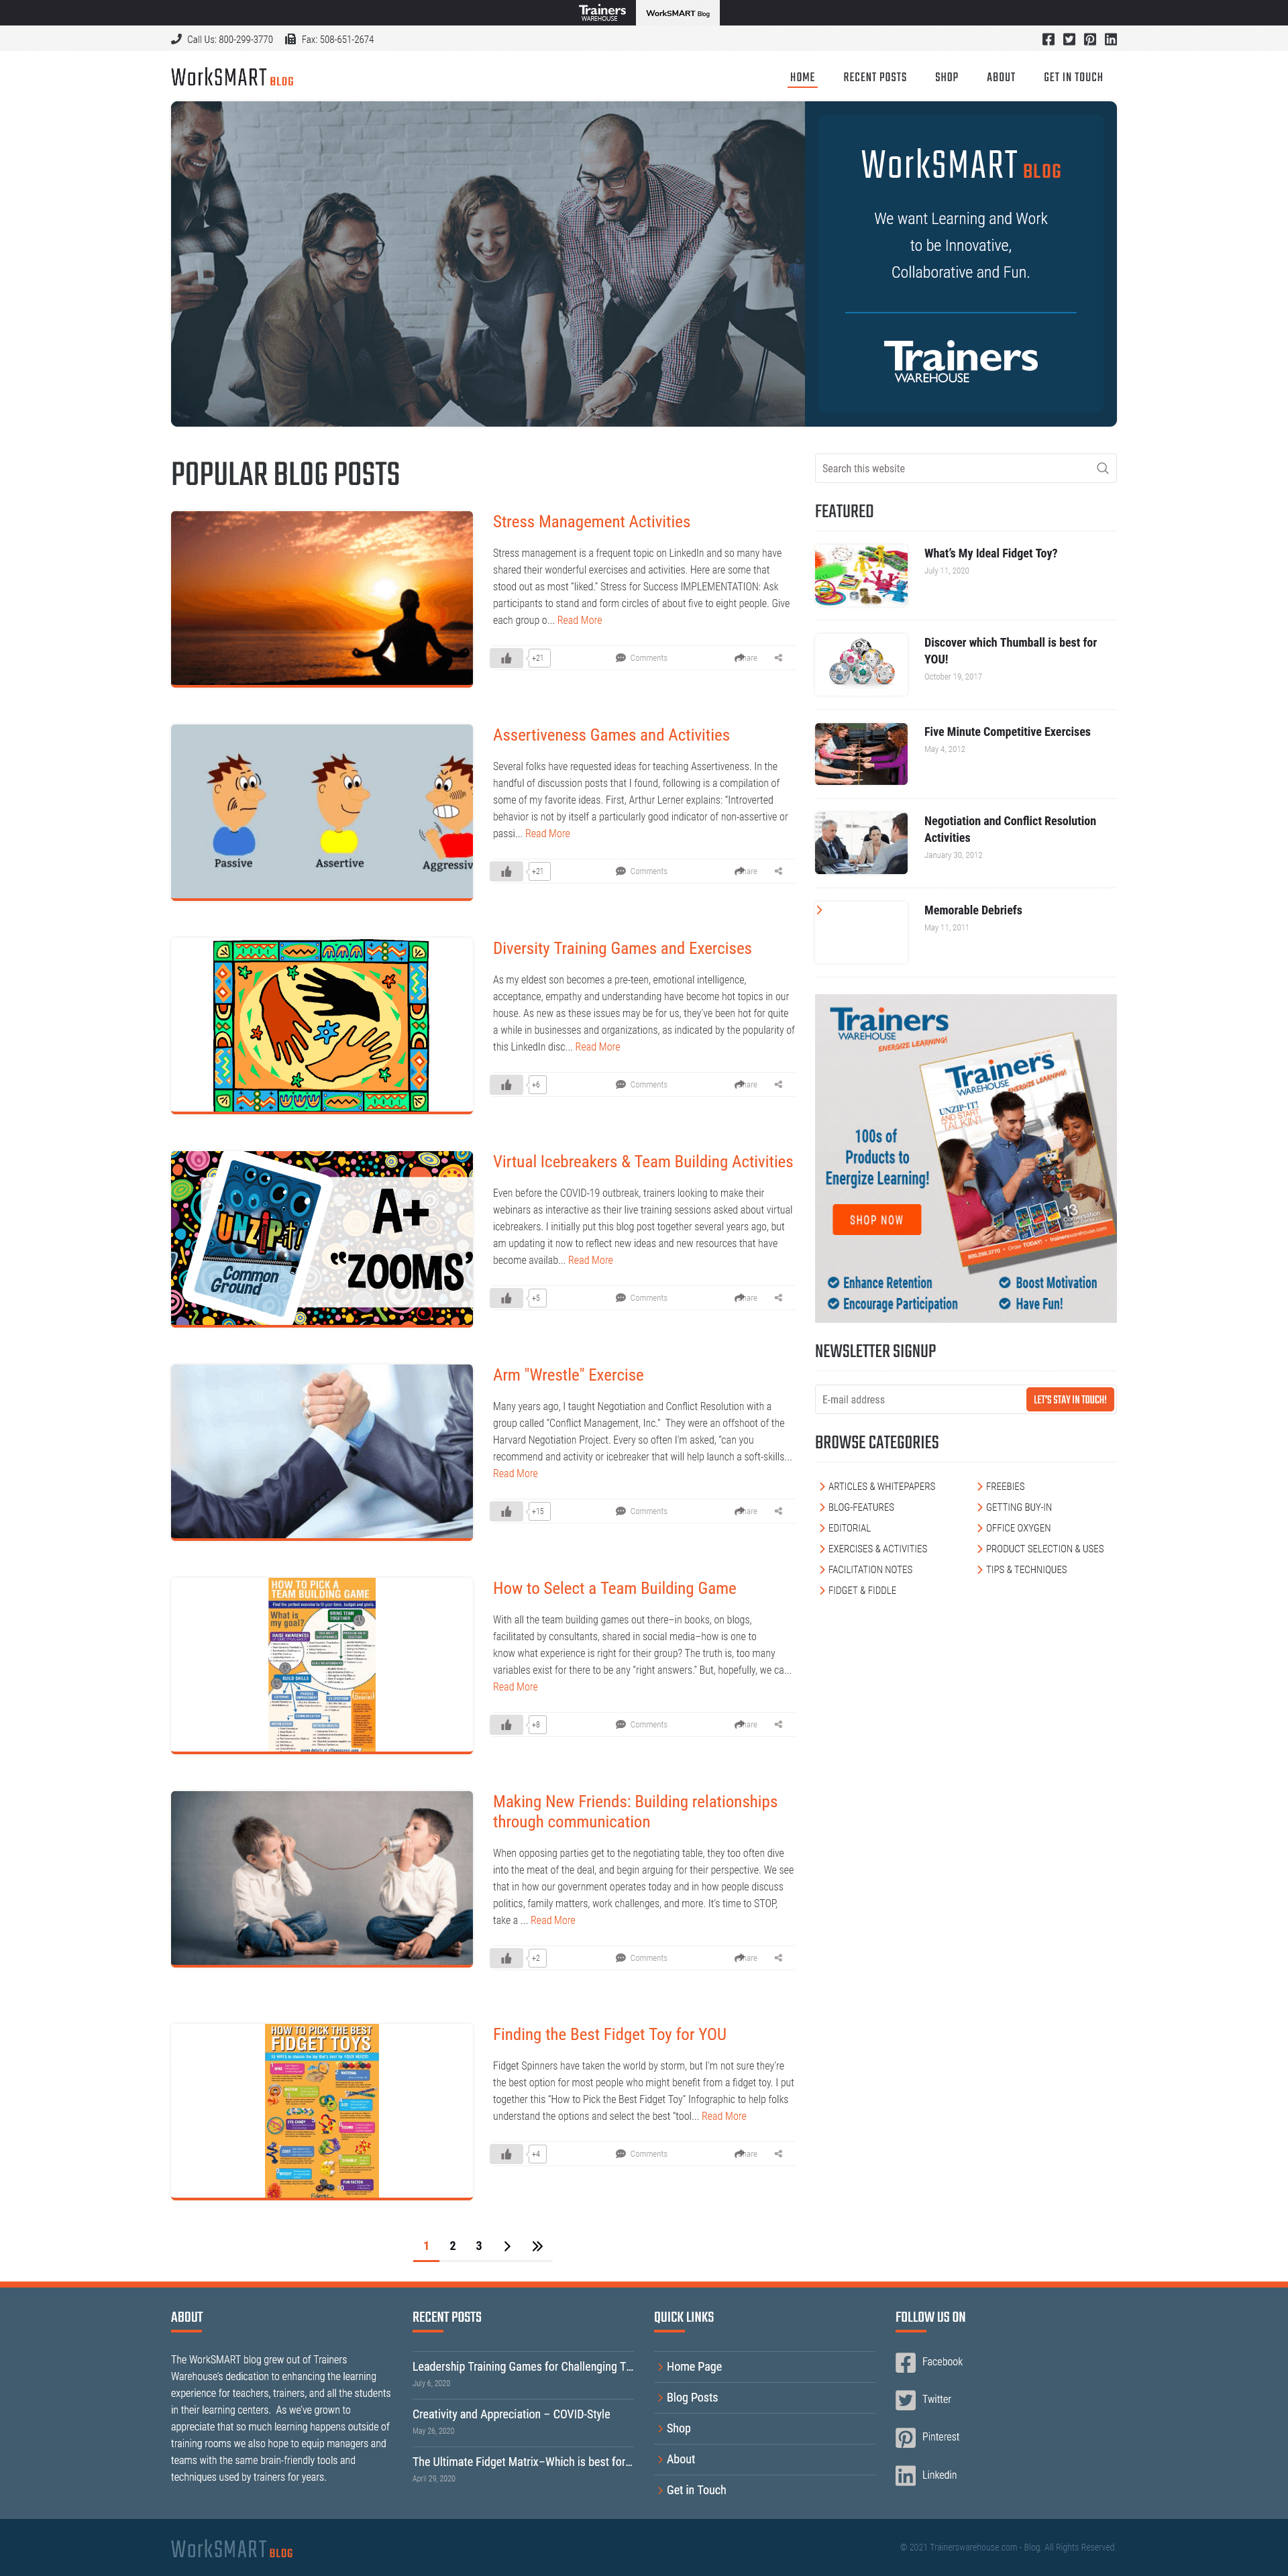 Trainers
WAREHOUSE
WorkSMART Blog
Call Us: 800-299-3770
Fax: 508-651-2674
WorkSMART BLOG
HOME
RECENT POSTS
SHOP
ABOUT
GET IN TOUCH
WorkSMART BLOG
We want Learning and Work
to be Innovative,
Collaborative and Fun.
Trainers
WAREHOUSE
POPULAR BLOG POSTS
Stress Management Activities
Stress management is a frequent topic on LinkedIn and so many have
shared their wonderful exercises and activities. Here are some that
stood out as most "liked." Stress for Success IMPLEMENTATION: Ask
participants to stand and form circles of about five to eight people. Give
each group o... Read More
+21
Comments
Share
Passive
Assertive
Aggressiv
Assertiveness Games and Activities
Several folks have requested ideas for teaching Assertiveness. In the
handful of discussion posts that I found, following is a compilation of
some of my favorite ideas. First, Arthur Lerner explains: "Introverted
behavior is not by itself a particularly good indicator of non-assertive or
passi... Read More
+21
Comments
Share
Diversity Training Games and Exercises
As my eldest son becomes a pre-teen, emotional intelligence,
acceptance, empathy and understanding have become hot topics in our
house. As new as these issues may be for us, they've been hot for quite
a while in businesses and organizations, as indicated by the popularity of
this LinkedIn disc... Read More
+6
Comments
Share
UNZiP-it!
Common
Ground
A+
"ZOOMS'
Virtual Icebreakers & Team Building Activities
Even before the COVID-19 outbreak, trainers looking to make their
webinars as interactive as their live training sessions asked about virtual
icebreakers. I initially put this blog post together several years ago, but
am updating it now to reflect new ideas and new resources that have
become availab... Read More
+5
Comments
Share
Arm "Wrestle" Exercise
Many years ago, I taught Negotiation and Conflict Resolution with a
group called "Conflict Management, Inc."  They were an offshoot of the
Harvard Negotiation Project. Every so often I'm asked, "can you
recommend and activity or icebreaker that will help launch a soft-skills...
Read More
+15
Comments
Share
HOW TO PICK A
TEAM BUILDING GAME
What is
my goal?
BUILD SKILLS
How to Select a Team Building Game
With all the team building games out there–in books, on blogs,
facilitated by consultants, shared in social media–how is one to
know what experience is right for their group? The truth is, too many
variables exist for there to be any "right answers." But, hopefully, we ca...
Read More
+8
Comments
Share
Making New Friends: Building relationships
through communication
When opposing parties get to the negotiating table, they too often dive
into the meat of the deal, and begin arguing for their perspective. We see
that in how our government operates today and in how people discuss
politics, family matters, work challenges, and more. It's time to STOP,
take a ... Read More
+2
Comments
Share
HOW TO PICK THE BEST
FIDGET TOYS
Finding the Best Fidget Toy for YOU
Fidget Spinners have taken the world by storm, but I'm not sure they're
the best option for most people who might benefit from a fidget toy. I put
together this "How to Pick the Best Fidget Toy" Infographic to help folks
understand the options and select the best "tool... Read More
+4
Comments
Share
1 2 3
Search this website
FEATURED
What's My Ideal Fidget Toy?
July 11, 2020
Discover which Thumball is best for
YOU!
October 19, 2017
Five Minute Competitive Exercises
May 4, 2012
Negotiation and Conflict Resolution
Activities
January 30, 2012
Memorable Debriefs
May 11, 2011
Trainers
WAREHOUSE
ENERGIZE LEARNING!
Trainers
WAREHOUSE
ENERGIZE LEARNING!
UNZIP-IT!
AND START
TALKIN'!
100s of
Products to
Energize Learning!
SHOP NOW
Enhance Retention
Boost Motivation
Encourage Participation
Have Fun!
NEWSLETTER SIGNUP
E-mail address
LET'S STAY IN TOUCH!
BROWSE CATEGORIES
ARTICLES & WHITEPAPERS
BLOG-FEATURES
EDITORIAL
EXERCISES & ACTIVITIES
FACILITATION NOTES
FIDGET & FIDDLE
FREEBIES
GETTING BUY-IN
OFFICE OXYGEN
PRODUCT SELECTION & USES
TIPS & TECHNIQUES
ABOUT
The WorkSMART blog grew out of Trainers
Warehouse's dedication to enhancing the learning
experience for teachers, trainers, and all the students
in their learning centers.  As we've grown to
appreciate that so much learning happens outside of
training rooms we also hope to equip managers and
teams with the same brain-friendly tools and
techniques used by trainers for years.
RECENT POSTS
Leadership Training Games for Challenging T...
July 6, 2020
Creativity and Appreciation – COVID-Style
May 26, 2020
The Ultimate Fidget Matrix–Which is best for...
April 29, 2020
QUICK LINKS
Home Page
Blog Posts
Shop
About
Get in Touch
FOLLOW US ON
Facebook
Twitter
Pinterest
Linkedin
WorkSMART BLOG
© 2021 Trainerswarehouse.com - Blog. All Rights Reserved.